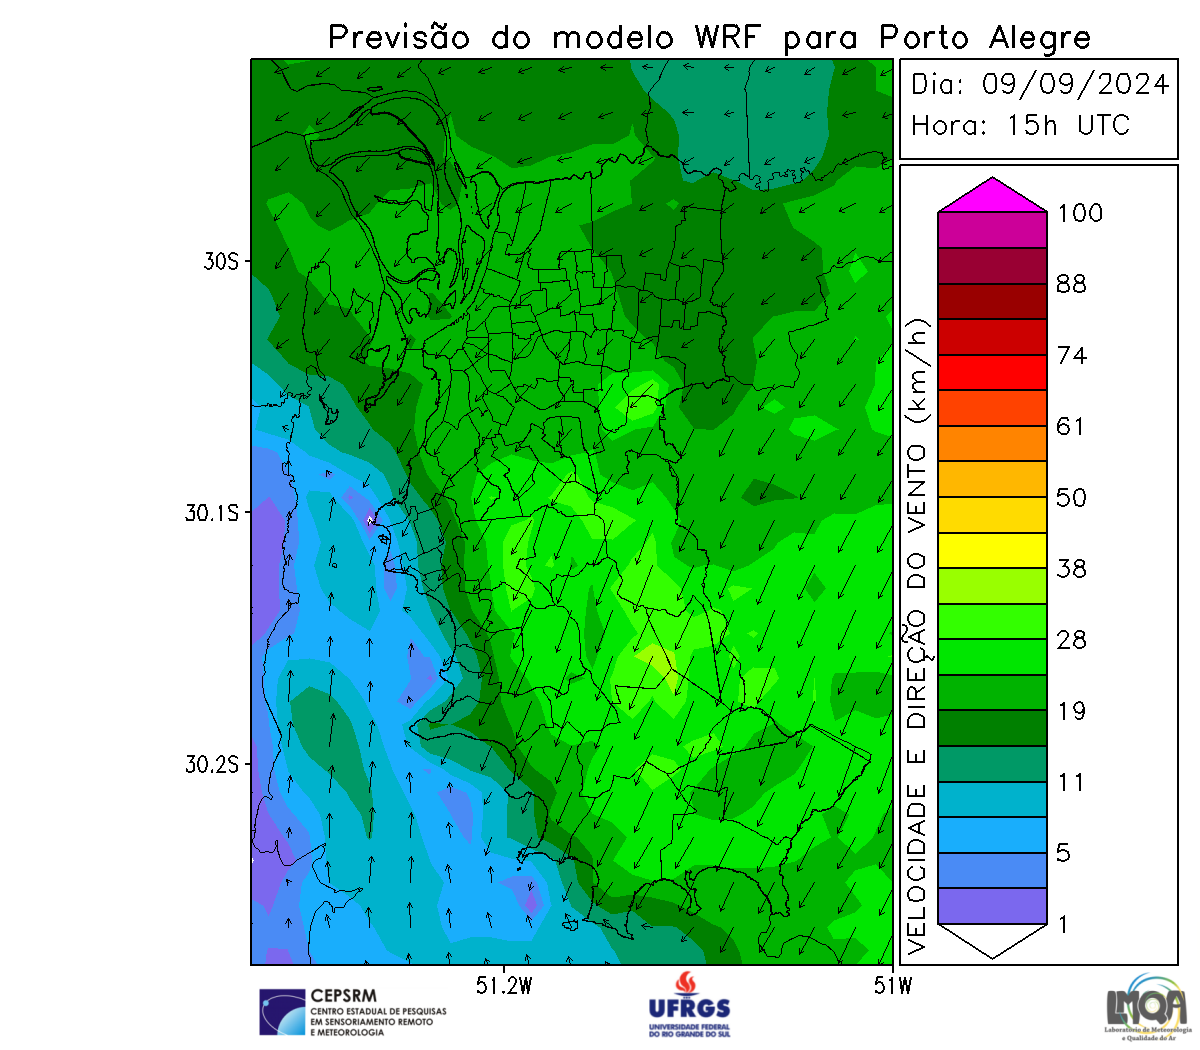 Previsão do modelo WRF para Porto Alegre
Dia: 09/09/2024
Hora: 15h UTC
30S
30.1S
30.2S
51.2W
51W
VELOCIDADE E DIREÇÃO DO VENTO (km/h)
100
88
74
61
50
38
28
19
11
5
1
CEPSRM
CENTRO ESTADUAL DE PESQUISAS
EM SENSORIAMENTO REMOTO
E METEOROLOGIA
UFRGS
UNIVERSIDADE FEDERAL
DO RIO GRANDE DO SUL
LMQA
Laboratório de Meteorologia
e Qualidade do Ar